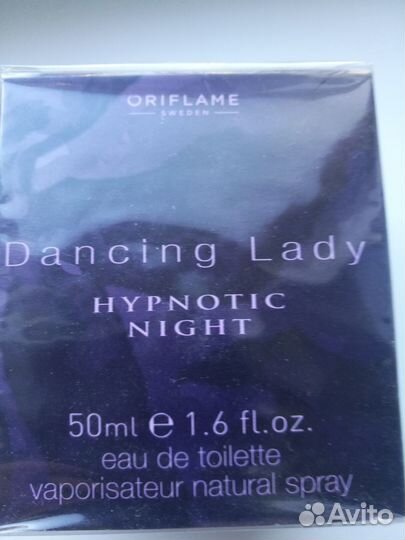 ORIFLAME
SWEDEN
Dancing Lady
HYPNOTIC
NIGHT
50ml e 1.6 fl.oz.
eau de toilette
vaporisateur natural spray
Avito